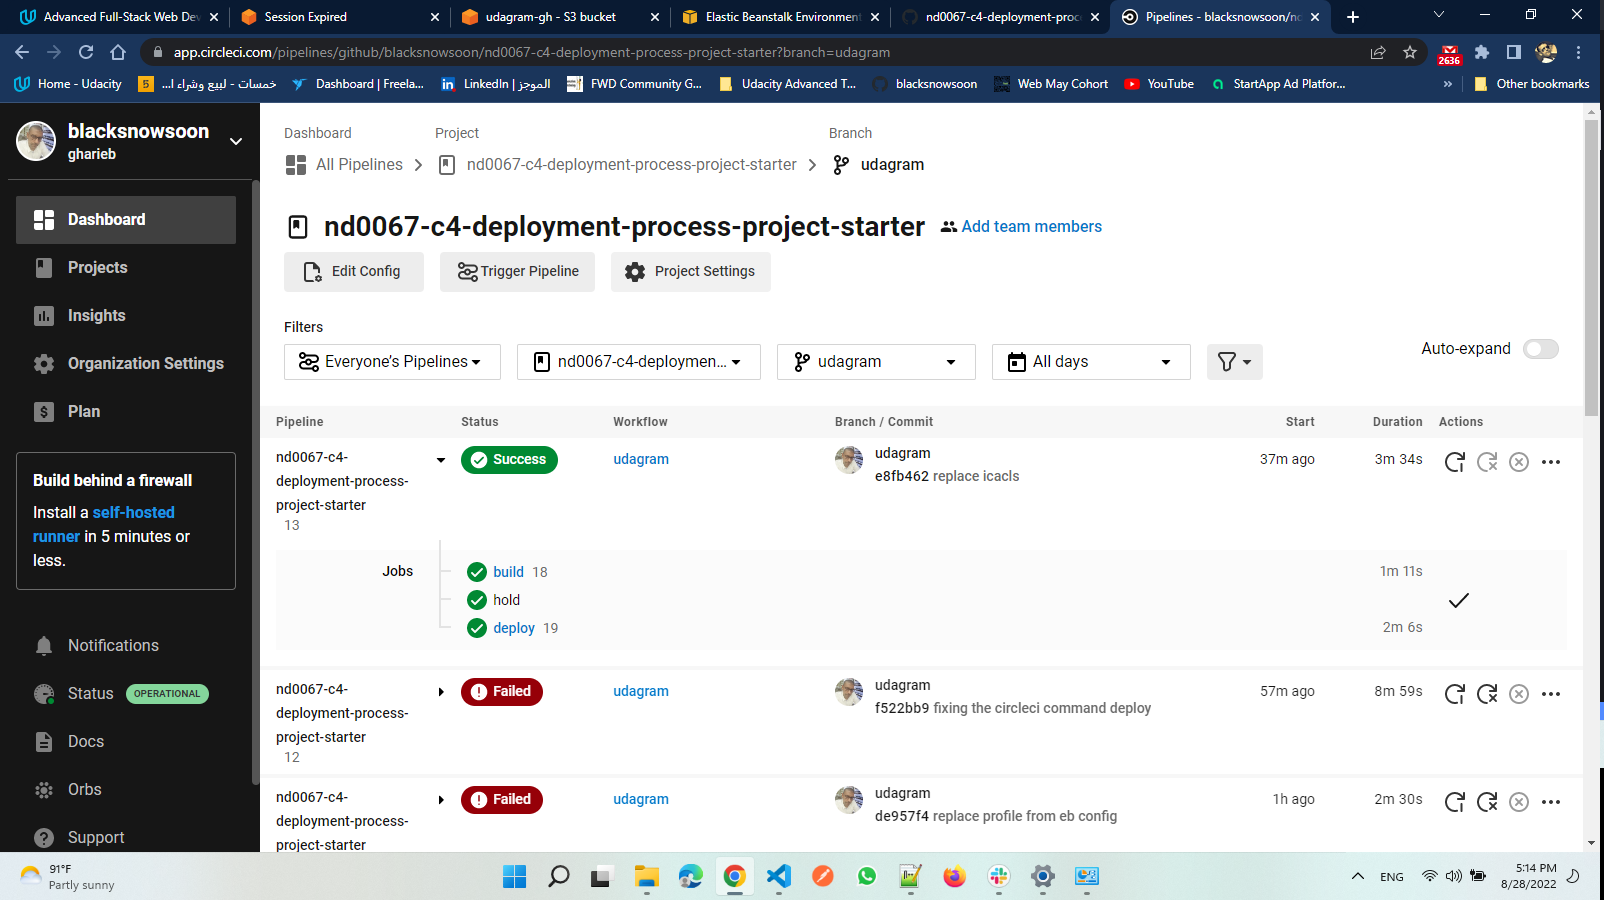 Advanced Full-Stack Web Dev
Session Expired
udagram-gh - S3 bucket
Elastic Beanstalk Environment
nd0067-c4-deployment-proc
Pipelines - blacksnowsoon/nd
app.circleci.com/pipelines/github/blacksnowsoon/nd0067-c4-deployment-process-project-starter?branch=udagram
2636
Home - Udacity
5 خمسات - لبيع وشراء ا...
Dashboard | Freela...
LinkedIn | الموجز
FWD Community G...
Udacity Advanced T...
blacksnowsoon
Web May Cohort
YouTube
StartApp Ad Platfor...
»
Other bookmarks
blacksnowsoon
gharieb
Dashboard
Projects
Insights
Organization Settings
Plan
Build behind a firewall
Install a self-hosted
runner in 5 minutes or
less.
Notifications
Status OPERATIONAL
Docs
Orbs
Support
Dashboard Project Branch
All Pipelines nd0067-c4-deployment-process-project-starter udagram
nd0067-c4-deployment-process-project-starter Add team members
Edit Config Trigger Pipeline Project Settings
Filters
Everyone’s Pipelines nd0067-c4-deploymen... udagram All days
Auto-expand
Pipeline Status Workflow Branch / Commit Start Duration Actions
nd0067-c4-
deployment-process-
project-starter
13
Success udagram
udagram
e8fb462 replace icacls
37m ago 3m 34s
Jobs
build 18 1m 11s
hold
deploy 19 2m 6s
nd0067-c4-
deployment-process-
project-starter
12
Failed udagram
udagram
f522bb9 fixing the circleci command deploy
57m ago 8m 59s
nd0067-c4-
deployment-process-
project-starter
Failed udagram
udagram
de957f4 replace profile from eb config
1h ago 2m 30s
91°F
Partly sunny
ENG
5:14 PM
8/28/2022